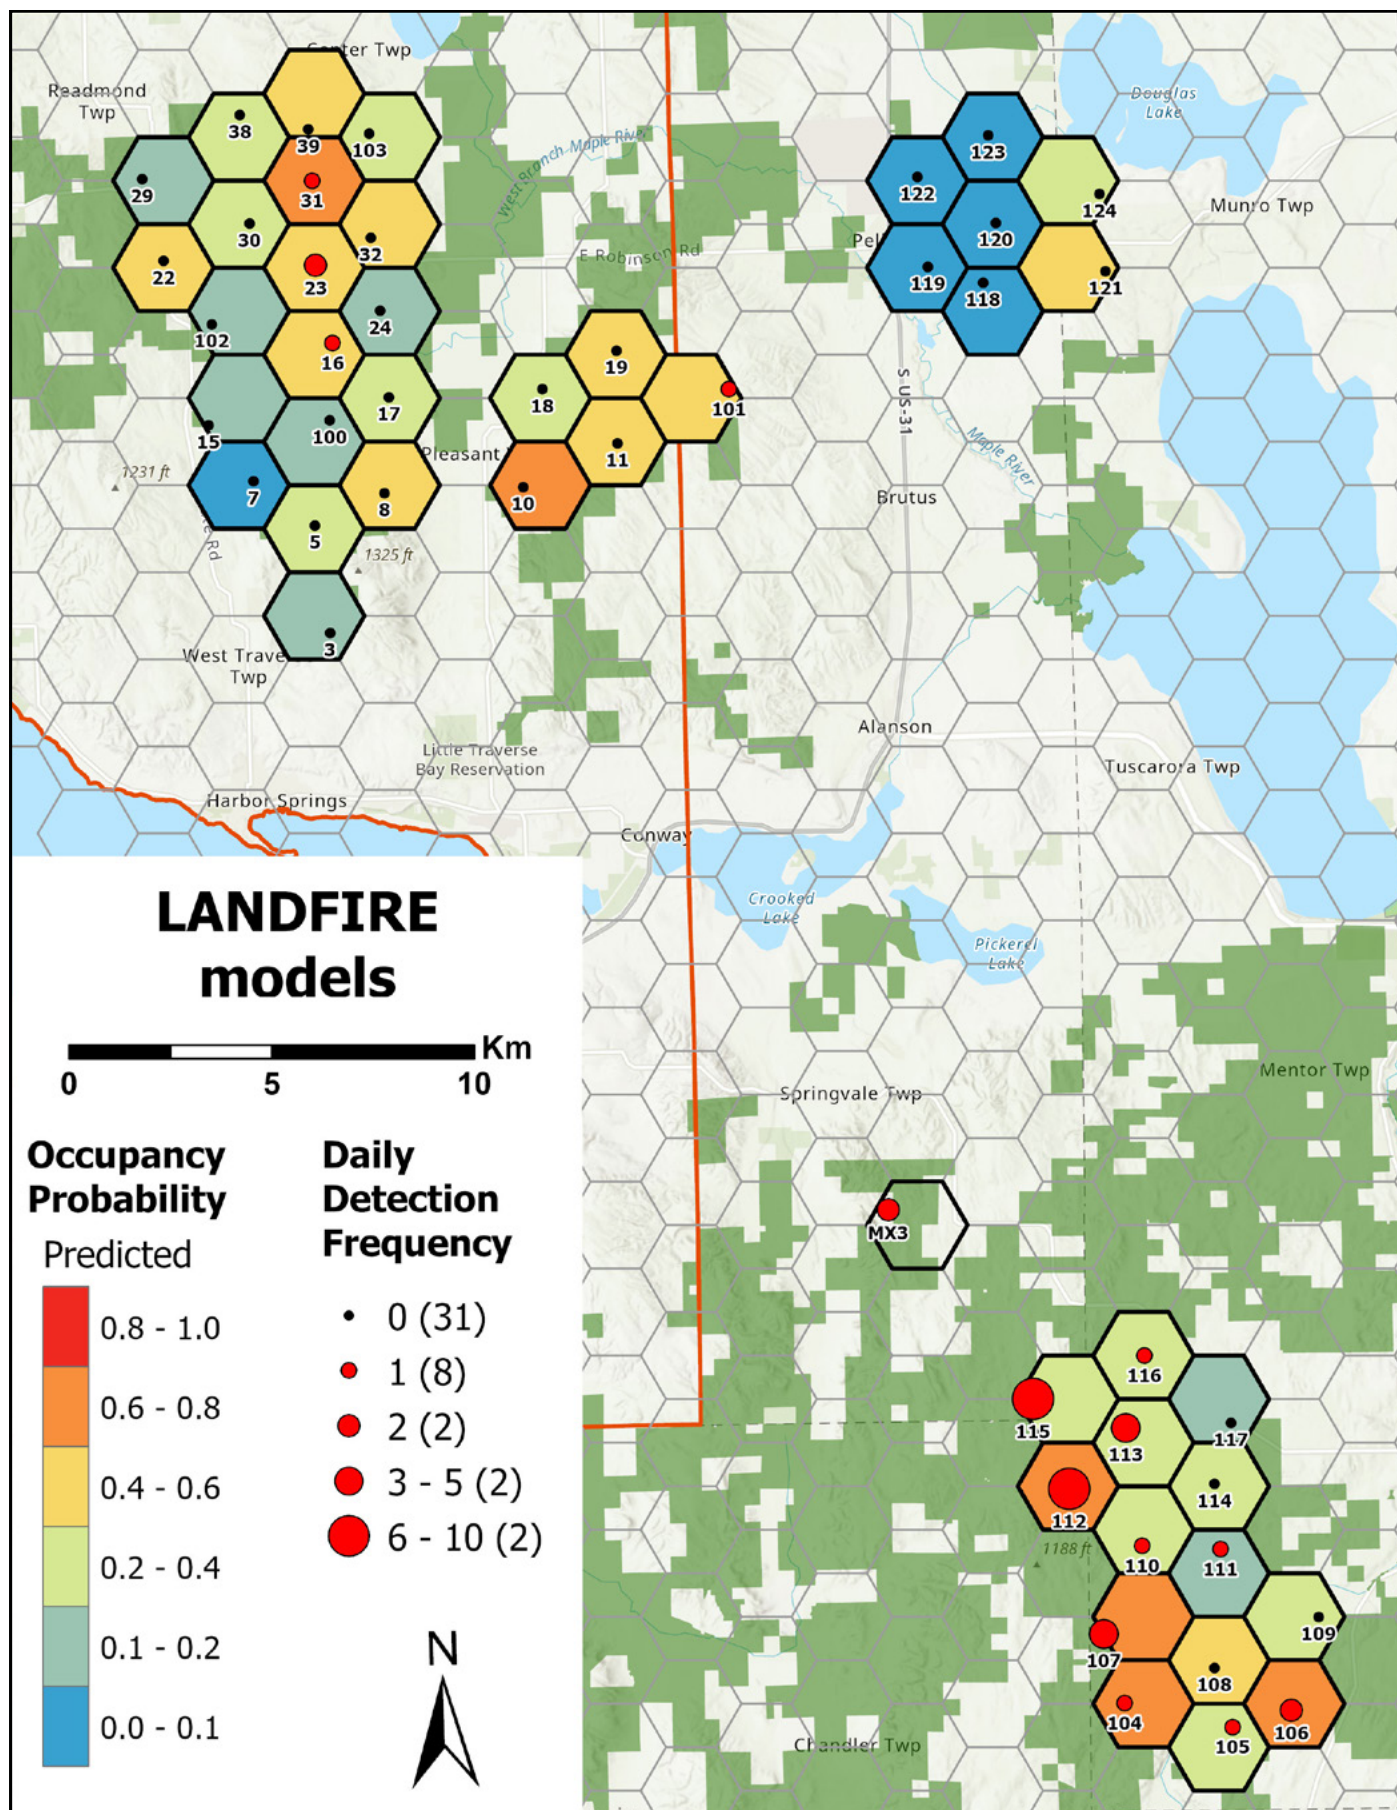 Center Twp
Readmond
Twp
Douglas
Lake
West Branch Maple River
Munro Twp
E Robinson Rd
Pel
38
39
103
29
31
30
32
22
23
102
24
16
15
100
17
7
8
5
3
18
19
101
11
10
123
122
124
120
119
118
121
S US-31
Maple River
Pleasant
1231 ft
Brutus
Rd
1325 ft
West Trave
Twp
Alanson
Little Traverse
Bay Reservation
Tuscarora Twp
Harbor Springs
Conway
Crooked
Lake
Pickerel
Lake
Mentor Twp
Springvale Twp
MX3
116
115
113
117
112
114
1188 ft
110
111
107
109
108
104
105
106
Chandler Twp
LANDFIRE
models
Km
0 5 10
Occupancy
Probability
Predicted
0.8 - 1.0
0.6 - 0.8
0.4 - 0.6
0.2 - 0.4
0.1 - 0.2
0.0 - 0.1
Daily
Detection
Frequency
0 (31)
1 (8)
2 (2)
3 - 5 (2)
6 - 10 (2)
N